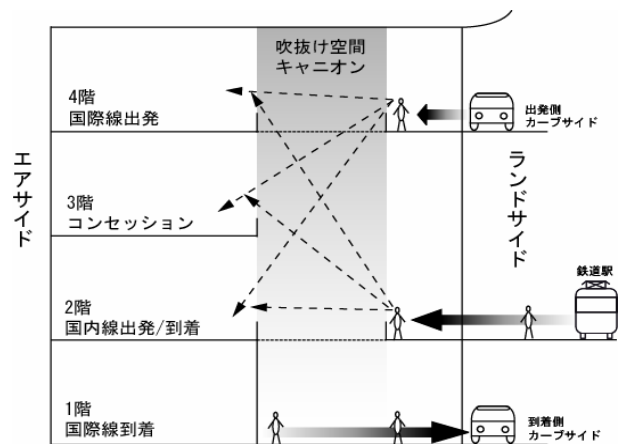 吹抜け空間
キャニオン
4階
国際線出発
出発側
カーブサイド
エアサイド
ランドサイド
3階
コンセッション
鉄道駅
2階
国内線出発/到着
1階
国際線到着
到着側
カーブサイド